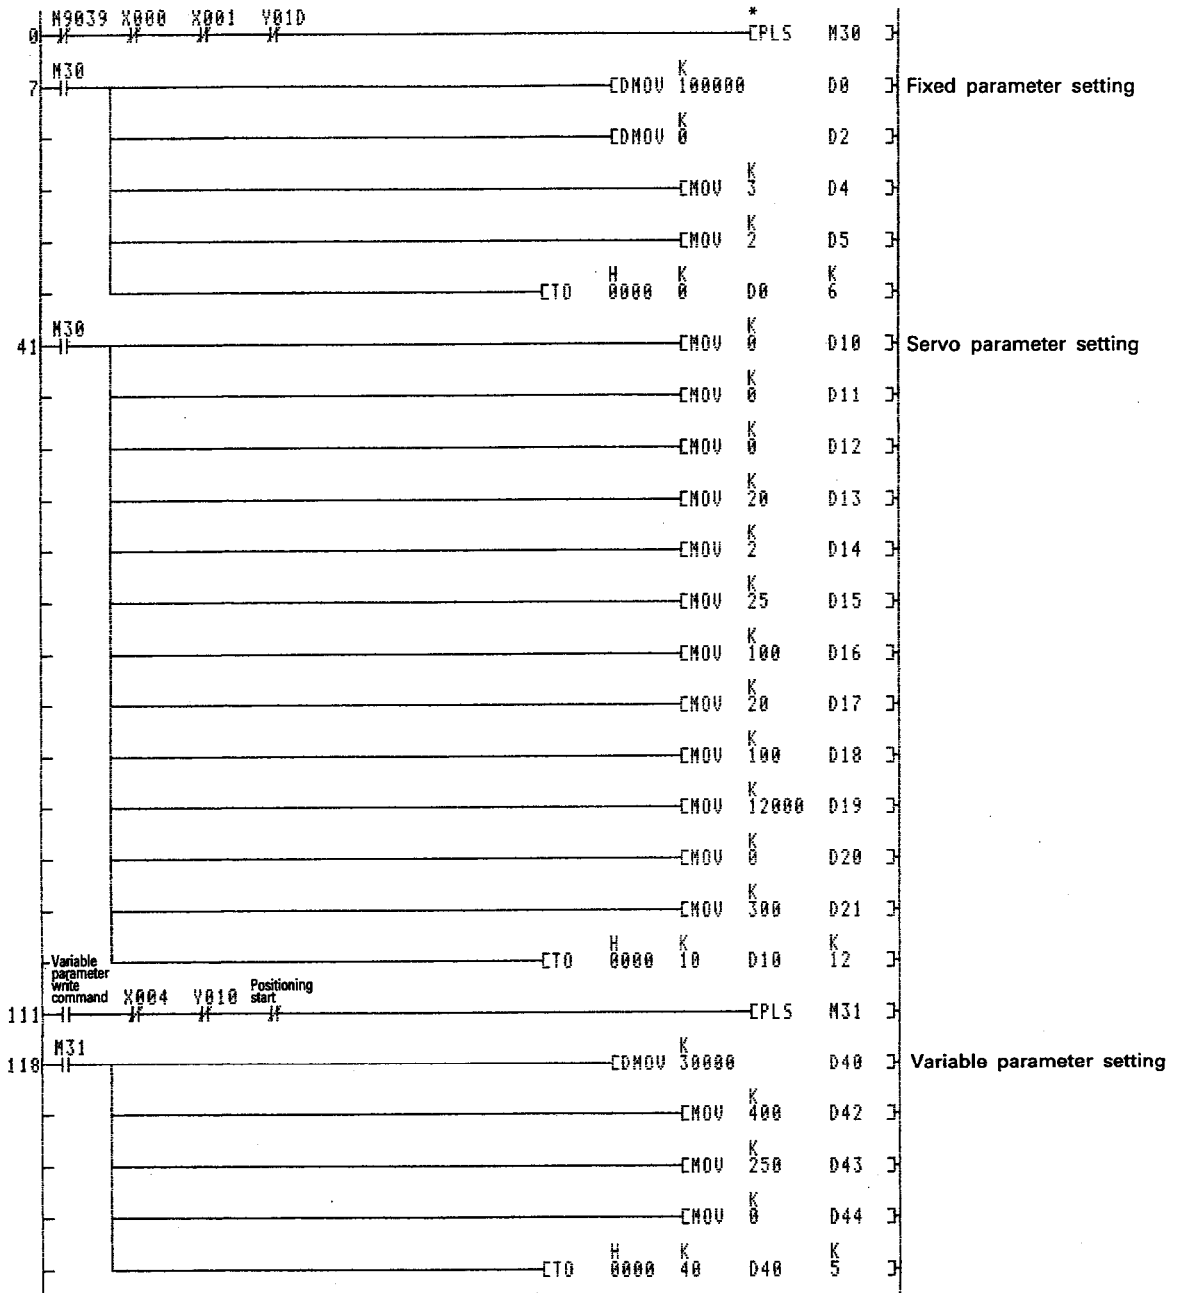 M9039 X000 X001 Y01D *
0 [PLS M30 ]
M30 K
7 [DMOV 100000 D0 ] Fixed parameter setting
K
[DMOV 0 D2 ]
K
[MOV 3 D4 ]
K
[MOV 2 D5 ]
H K K
[TO 0000 0 D0 6 ]
M30 K
41 [MOV 0 D10 ] Servo parameter setting
K
[MOV 0 D11 ]
K
[MOV 0 D12 ]
K
[MOV 20 D13 ]
K
[MOV 2 D14 ]
K
[MOV 25 D15 ]
K
[MOV 100 D16 ]
K
[MOV 20 D17 ]
K
[MOV 100 D18 ]
K
[MOV 12000 D19 ]
K
[MOV 0 D20 ]
K
[MOV 300 D21 ]
H K K
[TO 0000 10 D10 12 ]
Variable
parameter
write
command X004 Y010 Positioning
start
111 [PLS M31 ]
M31 K
118 [DMOV 30000 D40 ] Variable parameter setting
K
[MOV 400 D42 ]
K
[MOV 250 D43 ]
K
[MOV 0 D44 ]
H K K
[TO 0000 40 D40 5 ]